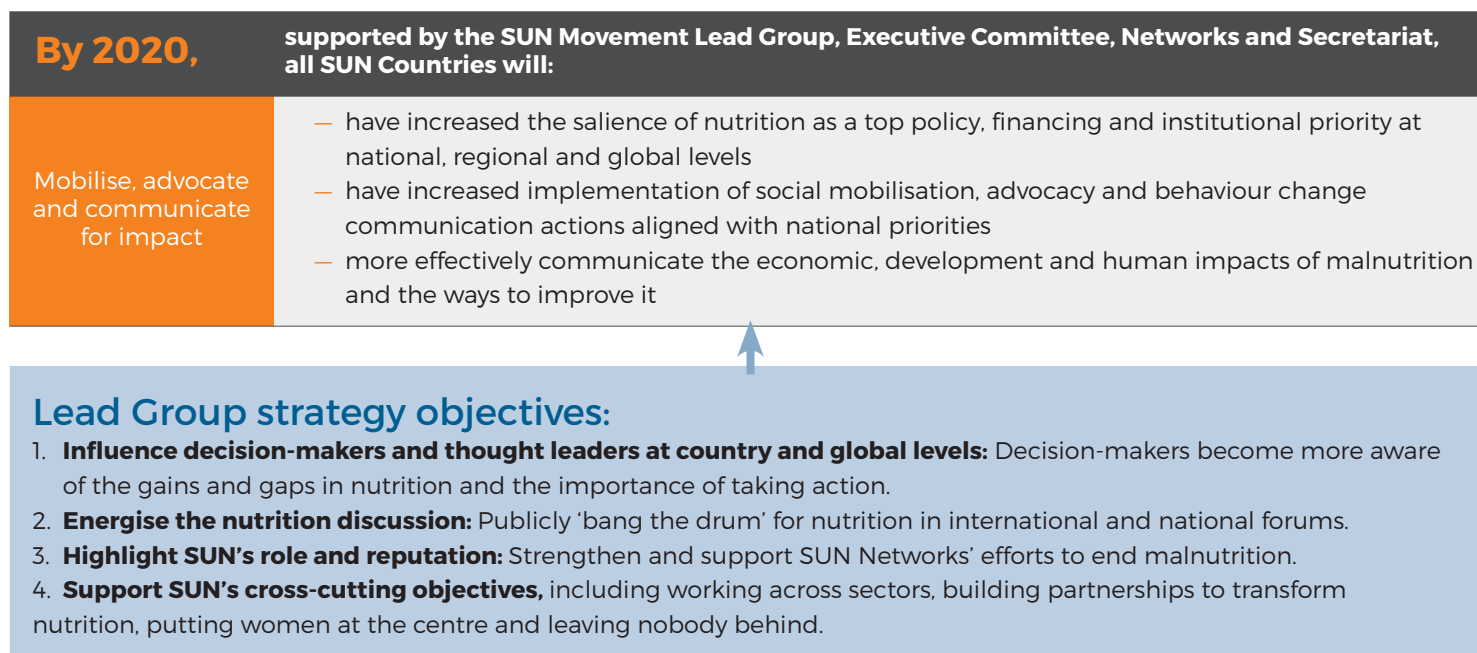 By 2020,
supported by the SUN Movement Lead Group, Executive Committee, Networks and Secretariat,
all SUN Countries will:
Mobilise, advocate
and communicate
for impact
— have increased the salience of nutrition as a top policy, financing and institutional priority at
national, regional and global levels
— have increased implementation of social mobilisation, advocacy and behaviour change
communication actions aligned with national priorities
— more effectively communicate the economic, development and human impacts of malnutrition
and the ways to improve it
Lead Group strategy objectives:
1. Influence decision-makers and thought leaders at country and global levels: Decision-makers become more aware
of the gains and gaps in nutrition and the importance of taking action.
2. Energise the nutrition discussion: Publicly ‘bang the drum’ for nutrition in international and national forums.
3. Highlight SUN’s role and reputation: Strengthen and support SUN Networks’ efforts to end malnutrition.
4. Support SUN’s cross-cutting objectives, including working across sectors, building partnerships to transform
nutrition, putting women at the centre and leaving nobody behind.